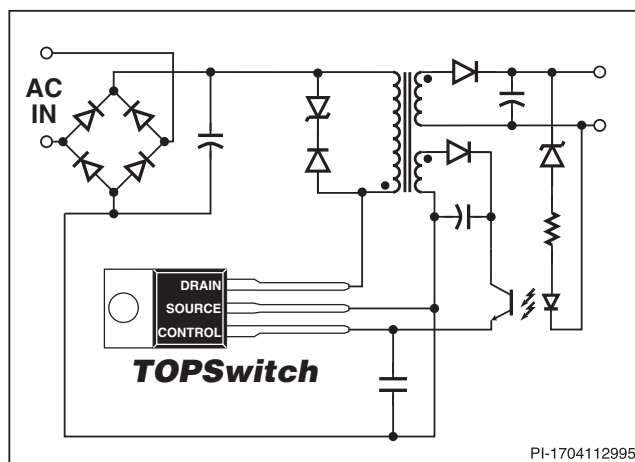 AC
IN
DRAIN
SOURCE
CONTROL
TOPSwitch
PI-1704112995